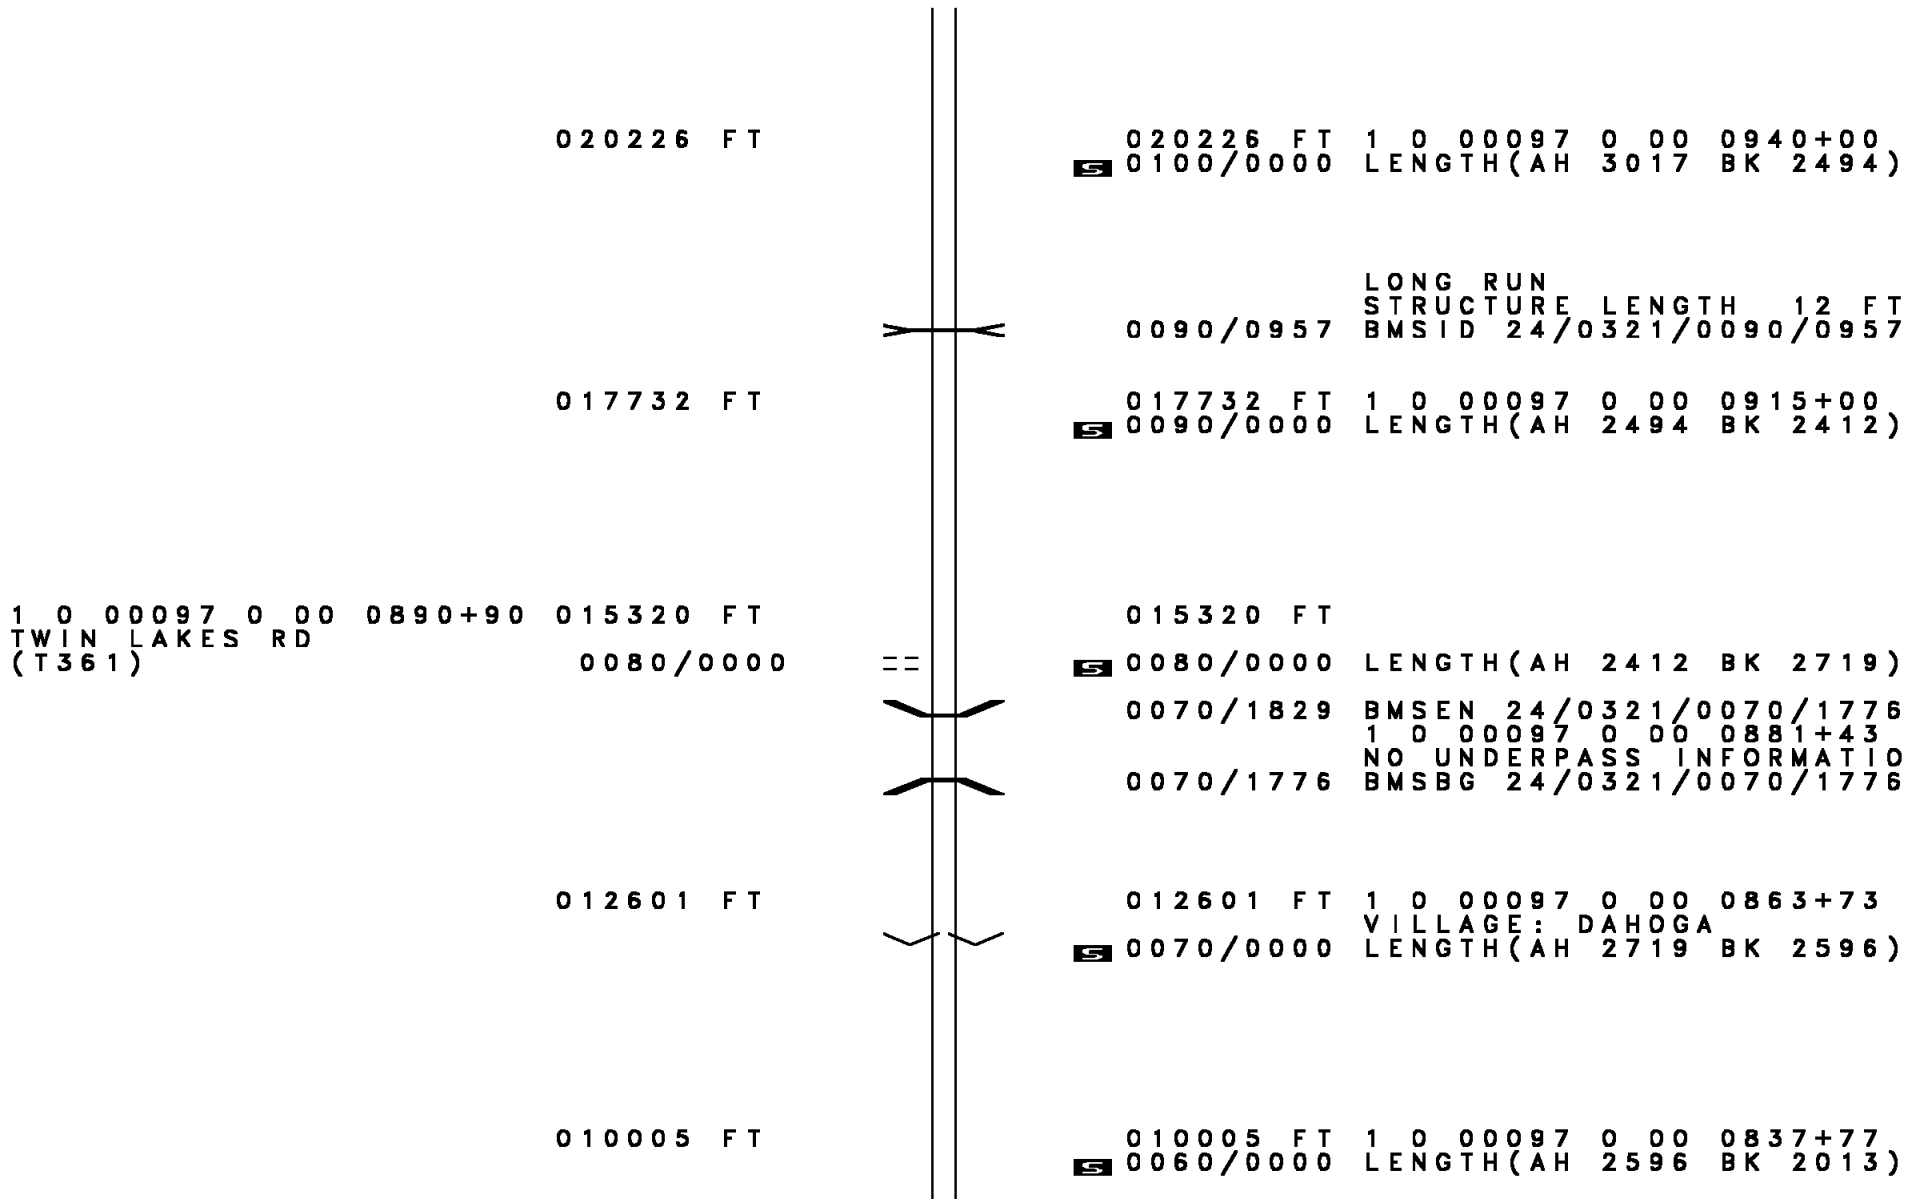 020226 FT 020226 FT 1 0 00097 0 00 0940+00
S 0100/0000 LENGTH(AH 3017 BK 2494)
LONG RUN
STRUCTURE LENGTH 12 FT
0090/0957 BMSID 24/0321/0090/0957
017732 FT 017732 FT 1 0 00097 0 00 0915+00
S 0090/0000 LENGTH(AH 2494 BK 2412)
1 0 00097 0 00 0890+90 015320 FT 015320 FT
TWIN LAKES RD
(T361) 0080/0000 S 0080/0000 LENGTH(AH 2412 BK 2719)
0070/1829 BMSEN 24/0321/0070/1776
1 0 00097 0 00 0881+43
NO UNDERPASS INFORMATIO
0070/1776 BMSBG 24/0321/0070/1776
012601 FT 012601 FT 1 0 00097 0 00 0863+73
VILLAGE: DAHOGA
S 0070/0000 LENGTH(AH 2719 BK 2596)
010005 FT 010005 FT 1 0 00097 0 00 0837+77
S 0060/0000 LENGTH(AH 2596 BK 2013)